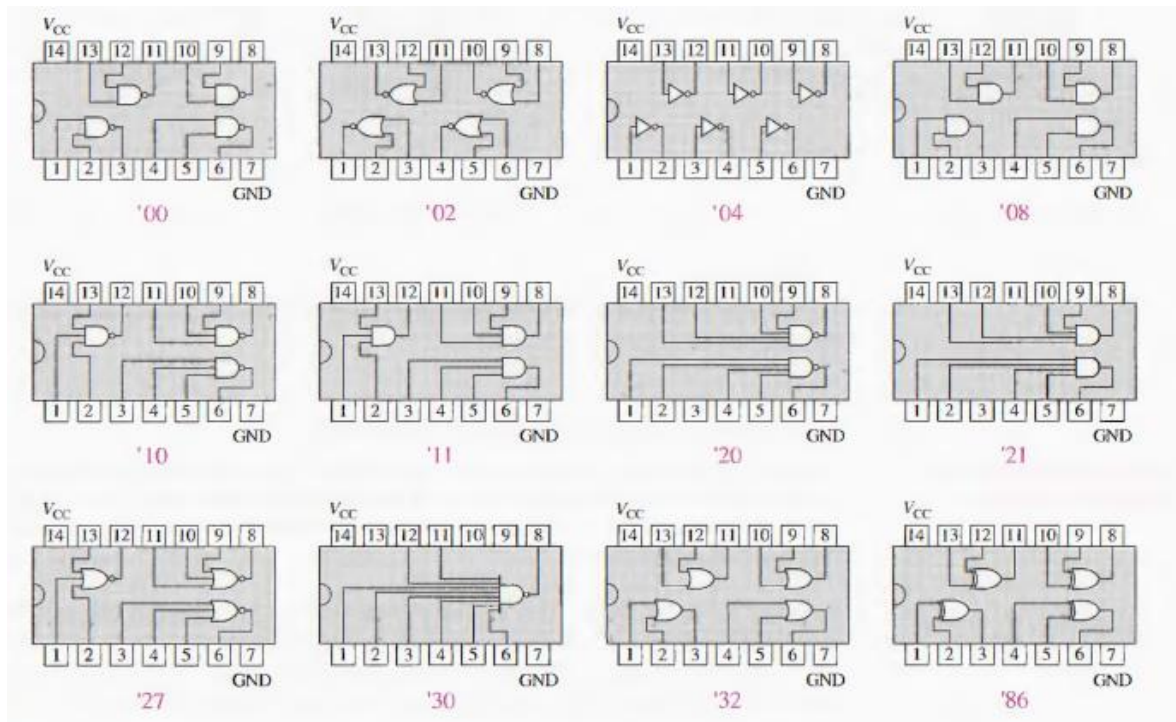 VCC VCC VCC VCC
14 13 12 11 10 9 8 14 13 12 11 10 9 8 14 13 12 11 10 9 8 14 13 12 11 10 9 8
1 2 3 4 5 6 7 1 2 3 4 5 6 7 1 2 3 4 5 6 7 1 2 3 4 5 6 7
GND GND GND GND
'00 '02 '04 '08
VCC VCC VCC VCC
14 13 12 11 10 9 8 14 13 12 11 10 9 8 14 13 12 11 10 9 8 14 13 12 11 10 9 8
1 2 3 4 5 6 7 1 2 3 4 5 6 7 1 2 3 4 5 6 7 1 2 3 4 5 6 7
GND GND GND GND
'10 '11 '20 '21
VCC VCC VCC VCC
14 13 12 11 10 9 8 14 13 12 11 10 9 8 14 13 12 11 10 9 8 14 13 12 11 10 9 8
1 2 3 4 5 6 7 1 2 3 4 5 6 7 1 2 3 4 5 6 7 1 2 3 4 5 6 7
GND GND GND GND
'27 '30 '32 '86